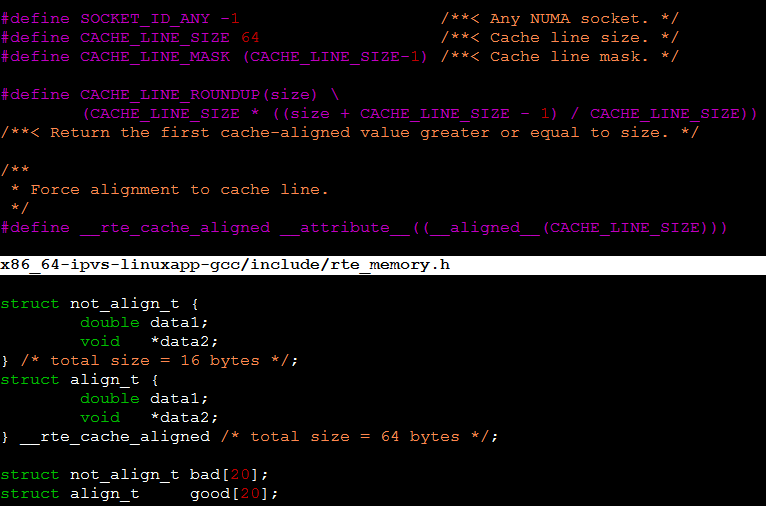 #define SOCKET_ID_ANY -1                    /**< Any NUMA socket. */
#define CACHE_LINE_SIZE 64                  /**< Cache line size. */
#define CACHE_LINE_MASK (CACHE_LINE_SIZE-1) /**< Cache line mask. */

#define CACHE_LINE_ROUNDUP(size) \
        (CACHE_LINE_SIZE * ((size + CACHE_LINE_SIZE - 1) / CACHE_LINE_SIZE))
/**< Return the first cache-aligned value greater or equal to size. */

/**
 * Force alignment to cache line.
 */
#define __rte_cache_aligned __attribute__((__aligned__(CACHE_LINE_SIZE)))

x86_64-ipvs-linuxapp-gcc/include/rte_memory.h

struct not_align_t {
        double data1;
        void   *data2;
} /* total size = 16 bytes */;
struct align_t {
        double data1;
        void   *data2;
} __rte_cache_aligned /* total size = 64 bytes */;

struct not_align_t bad[20];
struct align_t     good[20];